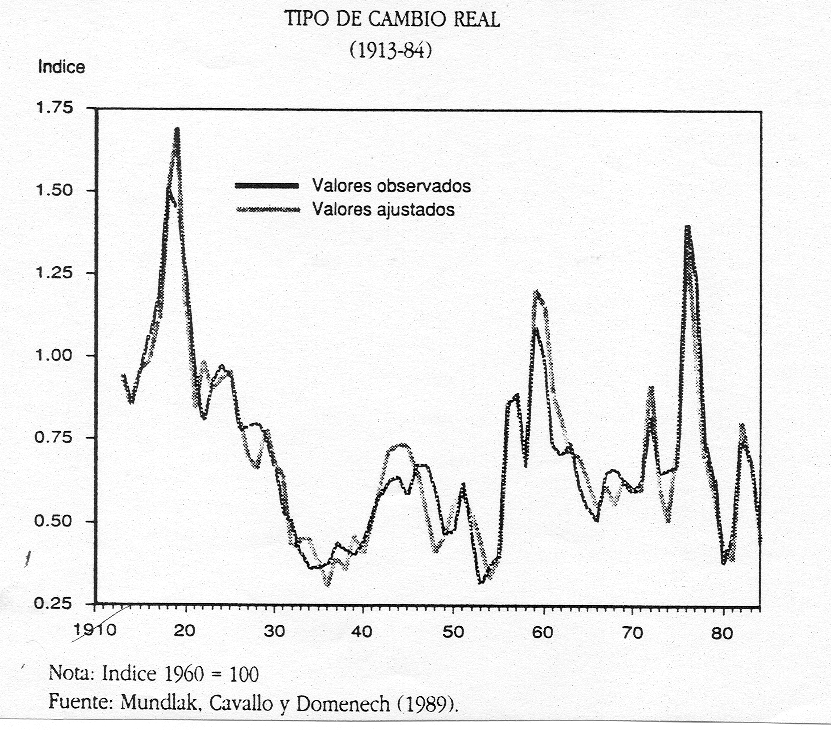 TIPO DE CAMBIO REAL
(1913-84)
Indice
1.75
1.50
1.25
1.00
0.75
0.50
0.25
Valores observados
Valores ajustados
1910 20 30 40 50 60 70 80
Nota: Indice 1960 = 100
Fuente: Mundlak, Cavallo y Domenech (1989).